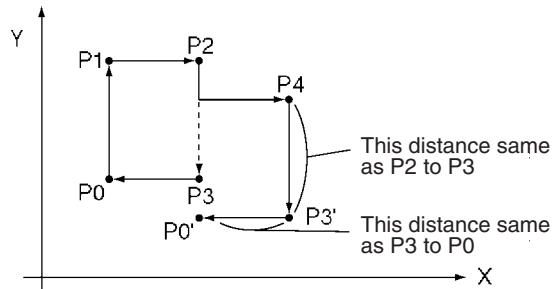 Y
P1
P2
P4
This distance same
as P2 to P3
P0
P3
P3'
P0'
This distance same
as P3 to P0
X